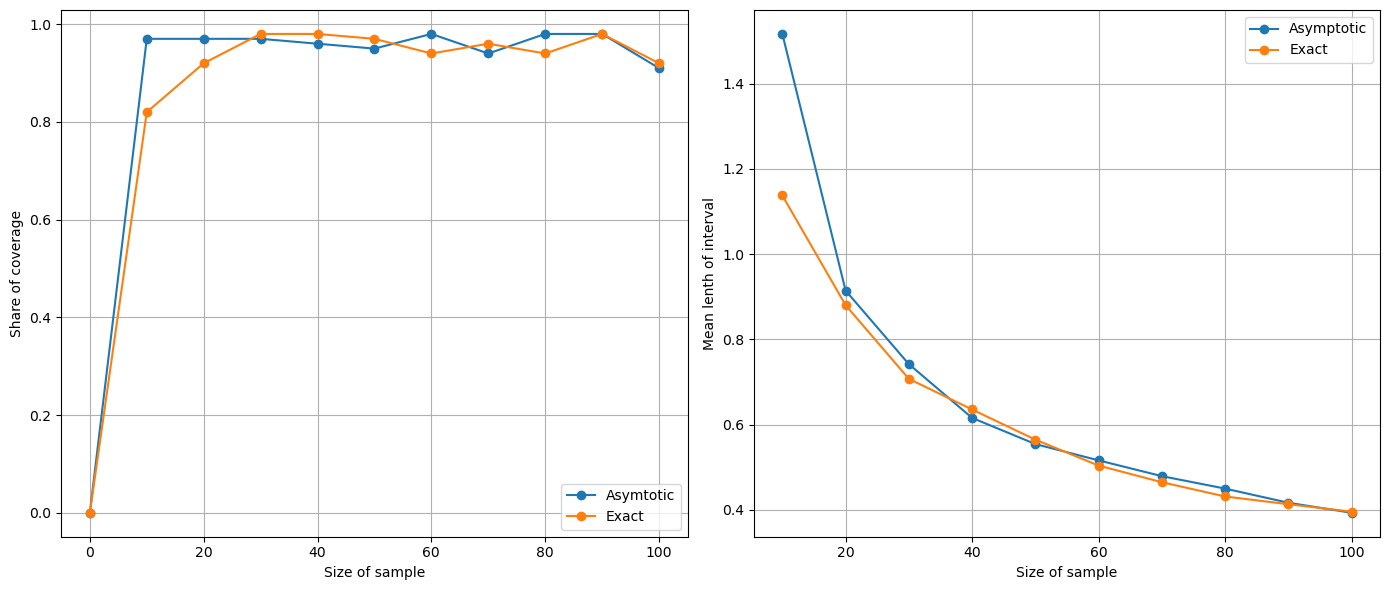 Share of coverage
1.0
0.8
0.6
0.4
0.2
0.0
0 20 40 60 80 100
Size of sample
Asymtotic
Exact
Mean lenth of interval
1.4
1.2
1.0
0.8
0.6
0.4
20 40 60 80 100
Size of sample
Asymptotic
Exact